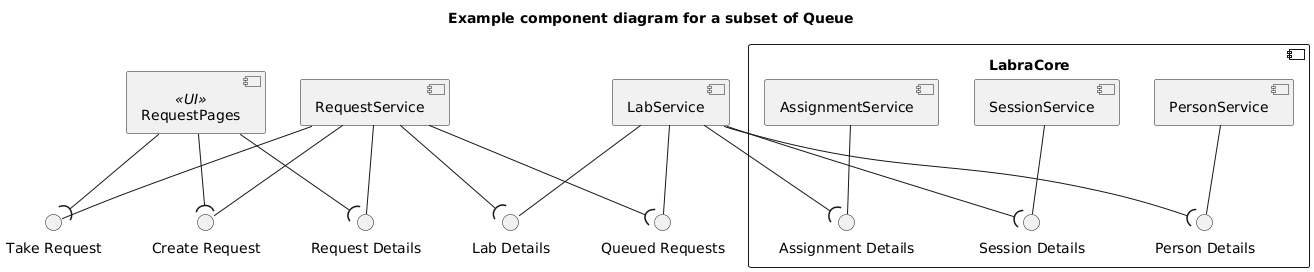 Example component diagram for a subset of Queue
LabraCore
«UI»
RequestPages
RequestService
LabService
AssignmentService
SessionService
PersonService
Take Request
Create Request
Request Details
Lab Details
Queued Requests
Assignment Details
Session Details
Person Details